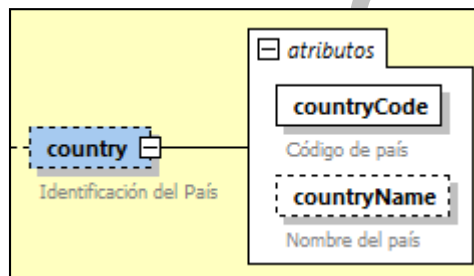 atributos
countryCode
Código de país
country
Identificación del País
countryName
Nombre del país